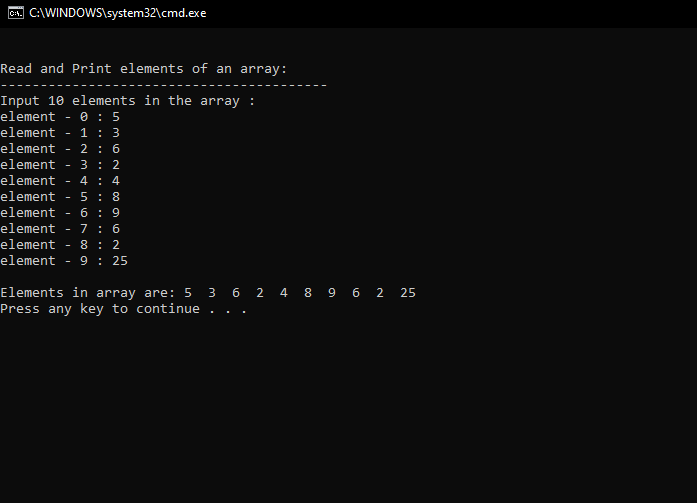 C:\WINDOWS\system32\cmd.exe
Read and Print elements of an array:
-----------------------------------------
Input 10 elements in the array :
element - 0 : 5
element - 1 : 3
element - 2 : 6
element - 3 : 2
element - 4 : 4
element - 5 : 8
element - 6 : 9
element - 7 : 6
element - 8 : 2
element - 9 : 25
Elements in array are: 5  3  6  2  4  8  9  6  2  25
Press any key to continue . . .